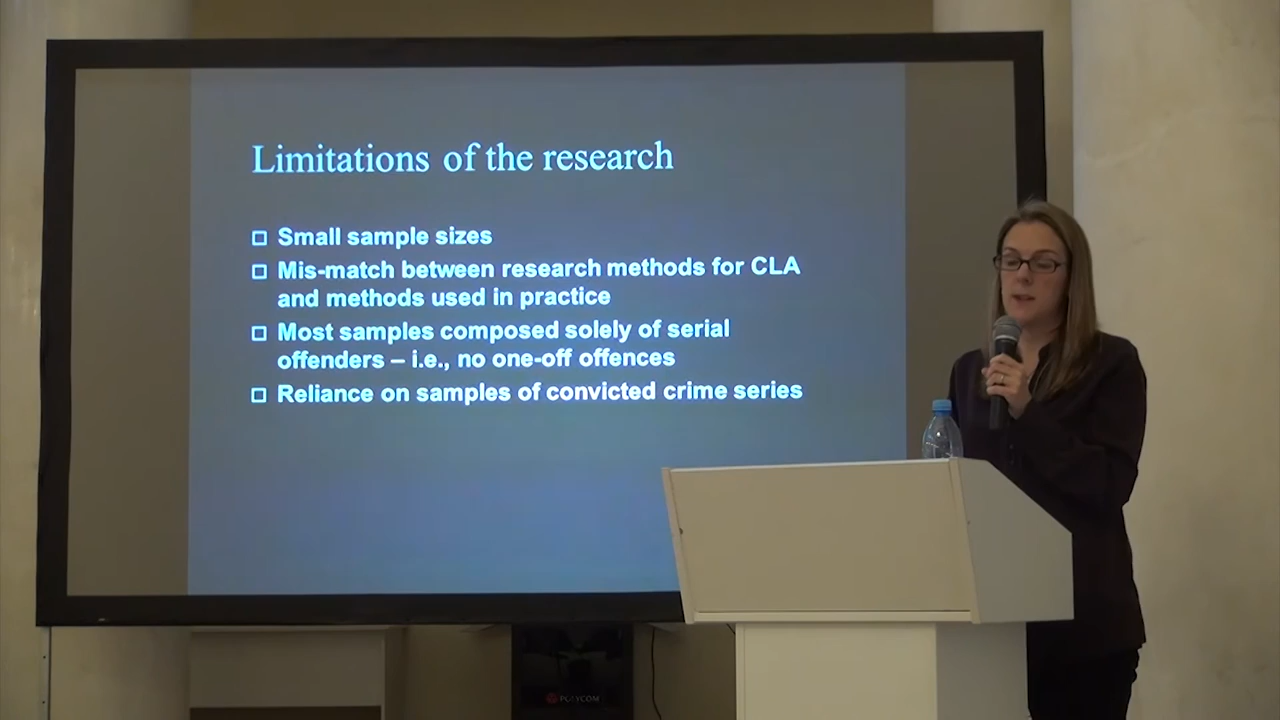 Limitations of the research
Small sample sizes
Mis-match between research methods for CLA
and methods used in practice
Most samples composed solely of serial
offenders – i.e., no one-off offences
Reliance on samples of convicted crime series
POLYCOM